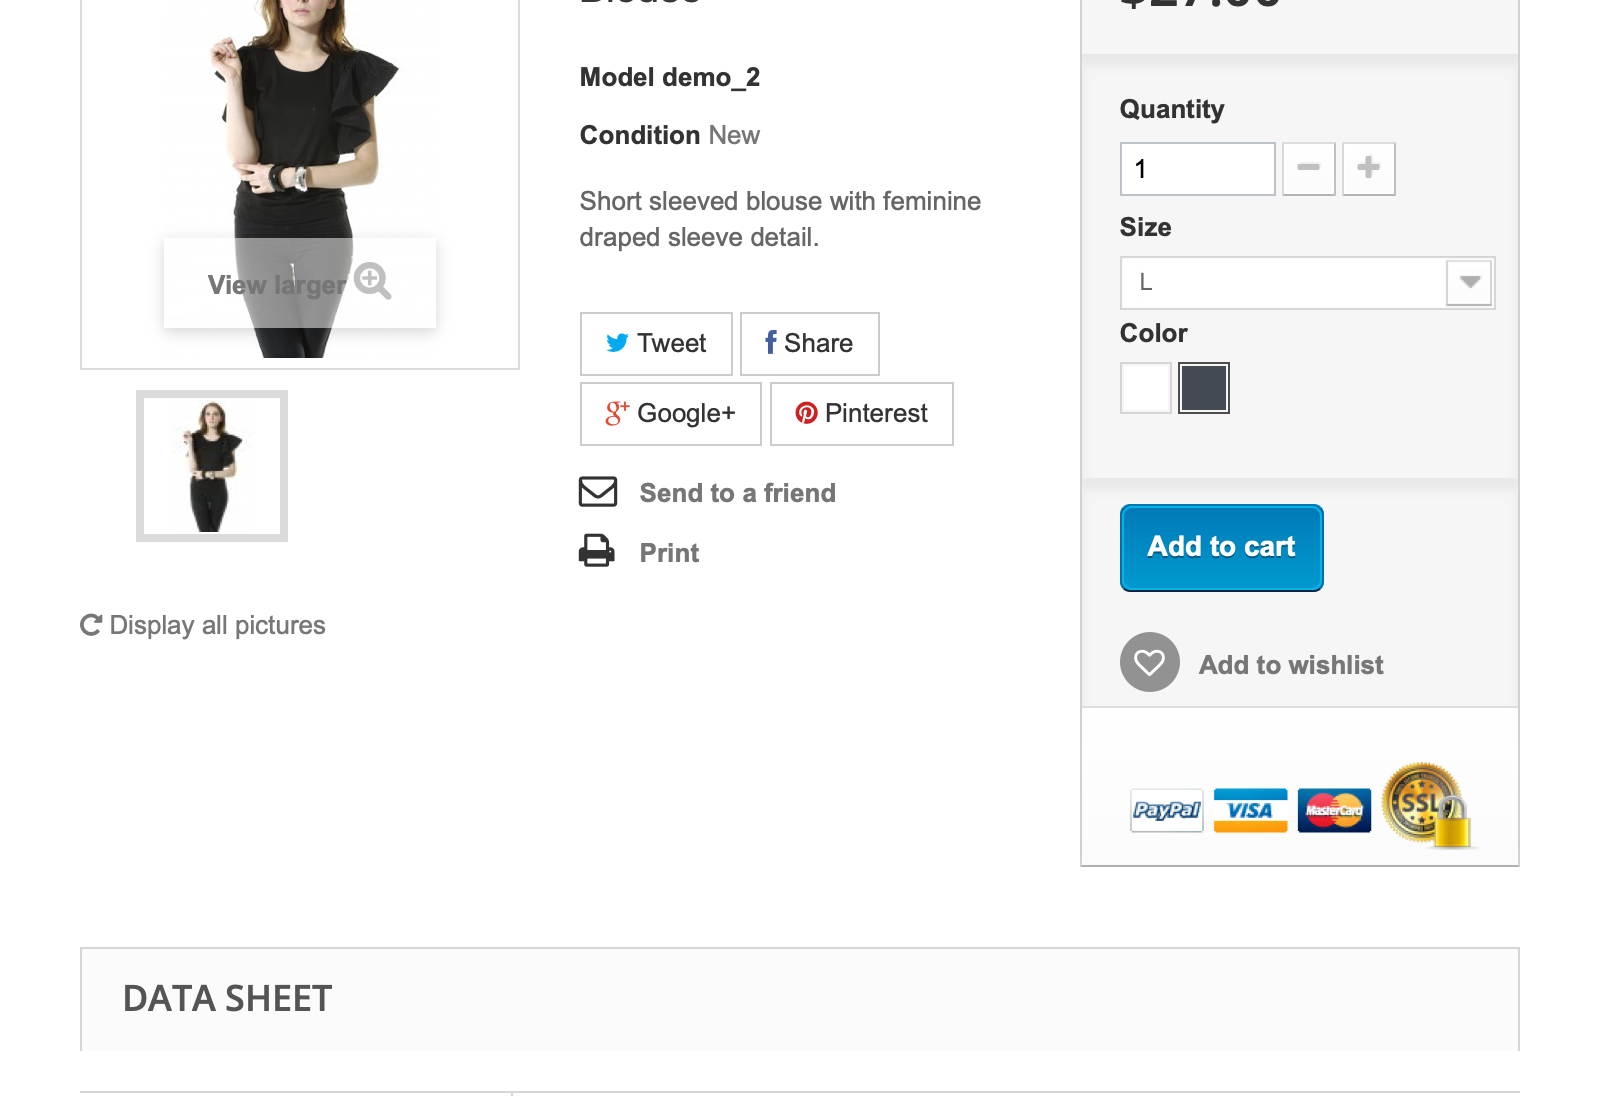 Model demo_2
Condition New
Short sleeved blouse with feminine
draped sleeve detail.
View larger
Tweet
Share
Google+
Pinterest
Send to a friend
Print
Display all pictures
Quantity
1
Size
L
Color
Add to cart
Add to wishlist
PayPal
VISA
MasterCard
SSL
DATA SHEET